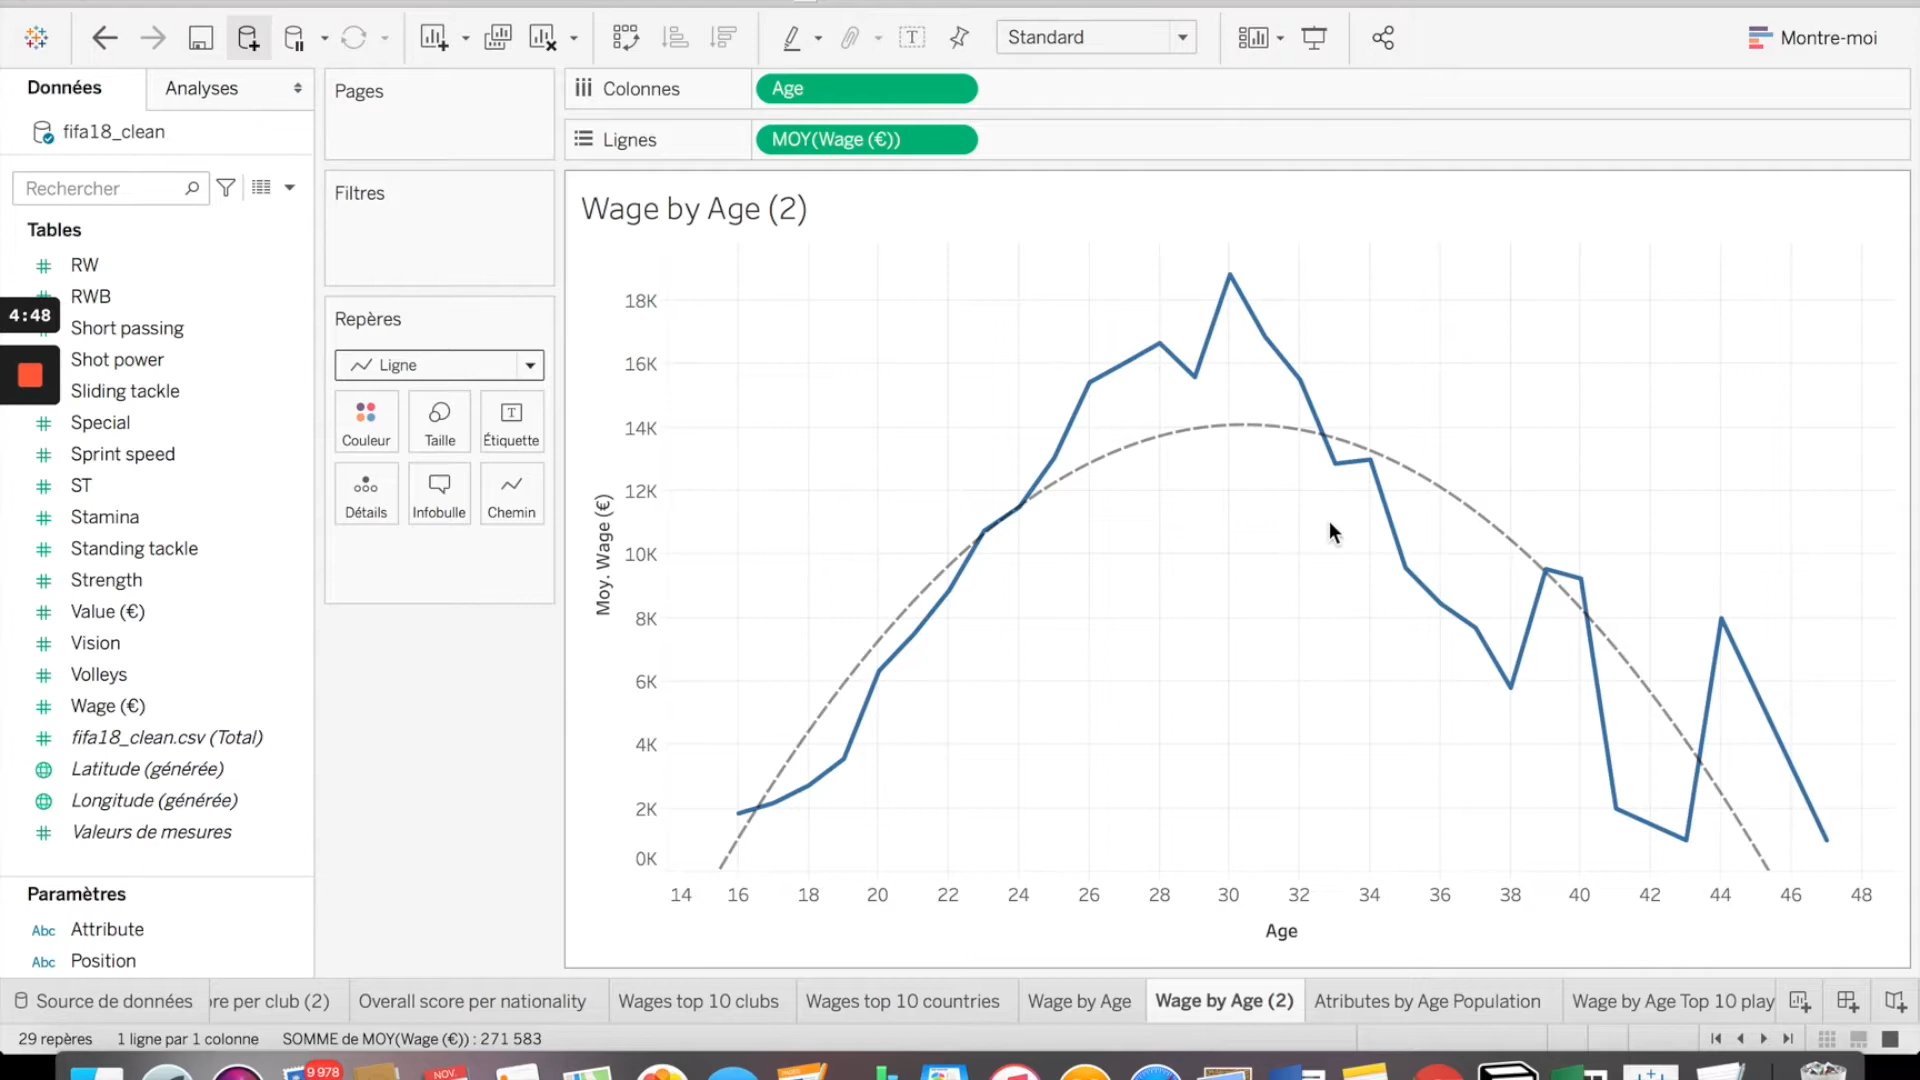 Standard
Montre-moi
Données
Analyses
fifa18_clean
Rechercher
Tables
RW
RWB
4:48
Short passing
Shot power
Sliding tackle
Special
Sprint speed
ST
Stamina
Standing tackle
Strength
Value (€)
Vision
Volleys
Wage (€)
fifa18_clean.csv (Total)
Latitude (générée)
Longitude (générée)
Valeurs de mesures
Paramètres
Abc Attribute
Abc Position
Pages
Filtres
Repères
Ligne
Couleur
Taille
Étiquette
Détails
Infobulle
Chemin
Colonnes
Age
Lignes
MOY(Wage (€))
Wage by Age (2)
Moy. Wage (€)
18K
16K
14K
12K
10K
8K
6K
4K
2K
0K
14 16 18 20 22 24 26 28 30 32 34 36 38 40 42 44 46 48
Age
Source de données
re per club (2)
Overall score per nationality
Wages top 10 clubs
Wages top 10 countries
Wage by Age
Wage by Age (2)
Atributes by Age Population
Wage by Age Top 10 play
29 repères
1 ligne par 1 colonne
SOMME de MOY(Wage (€)) : 271 583
9 978
NOV.